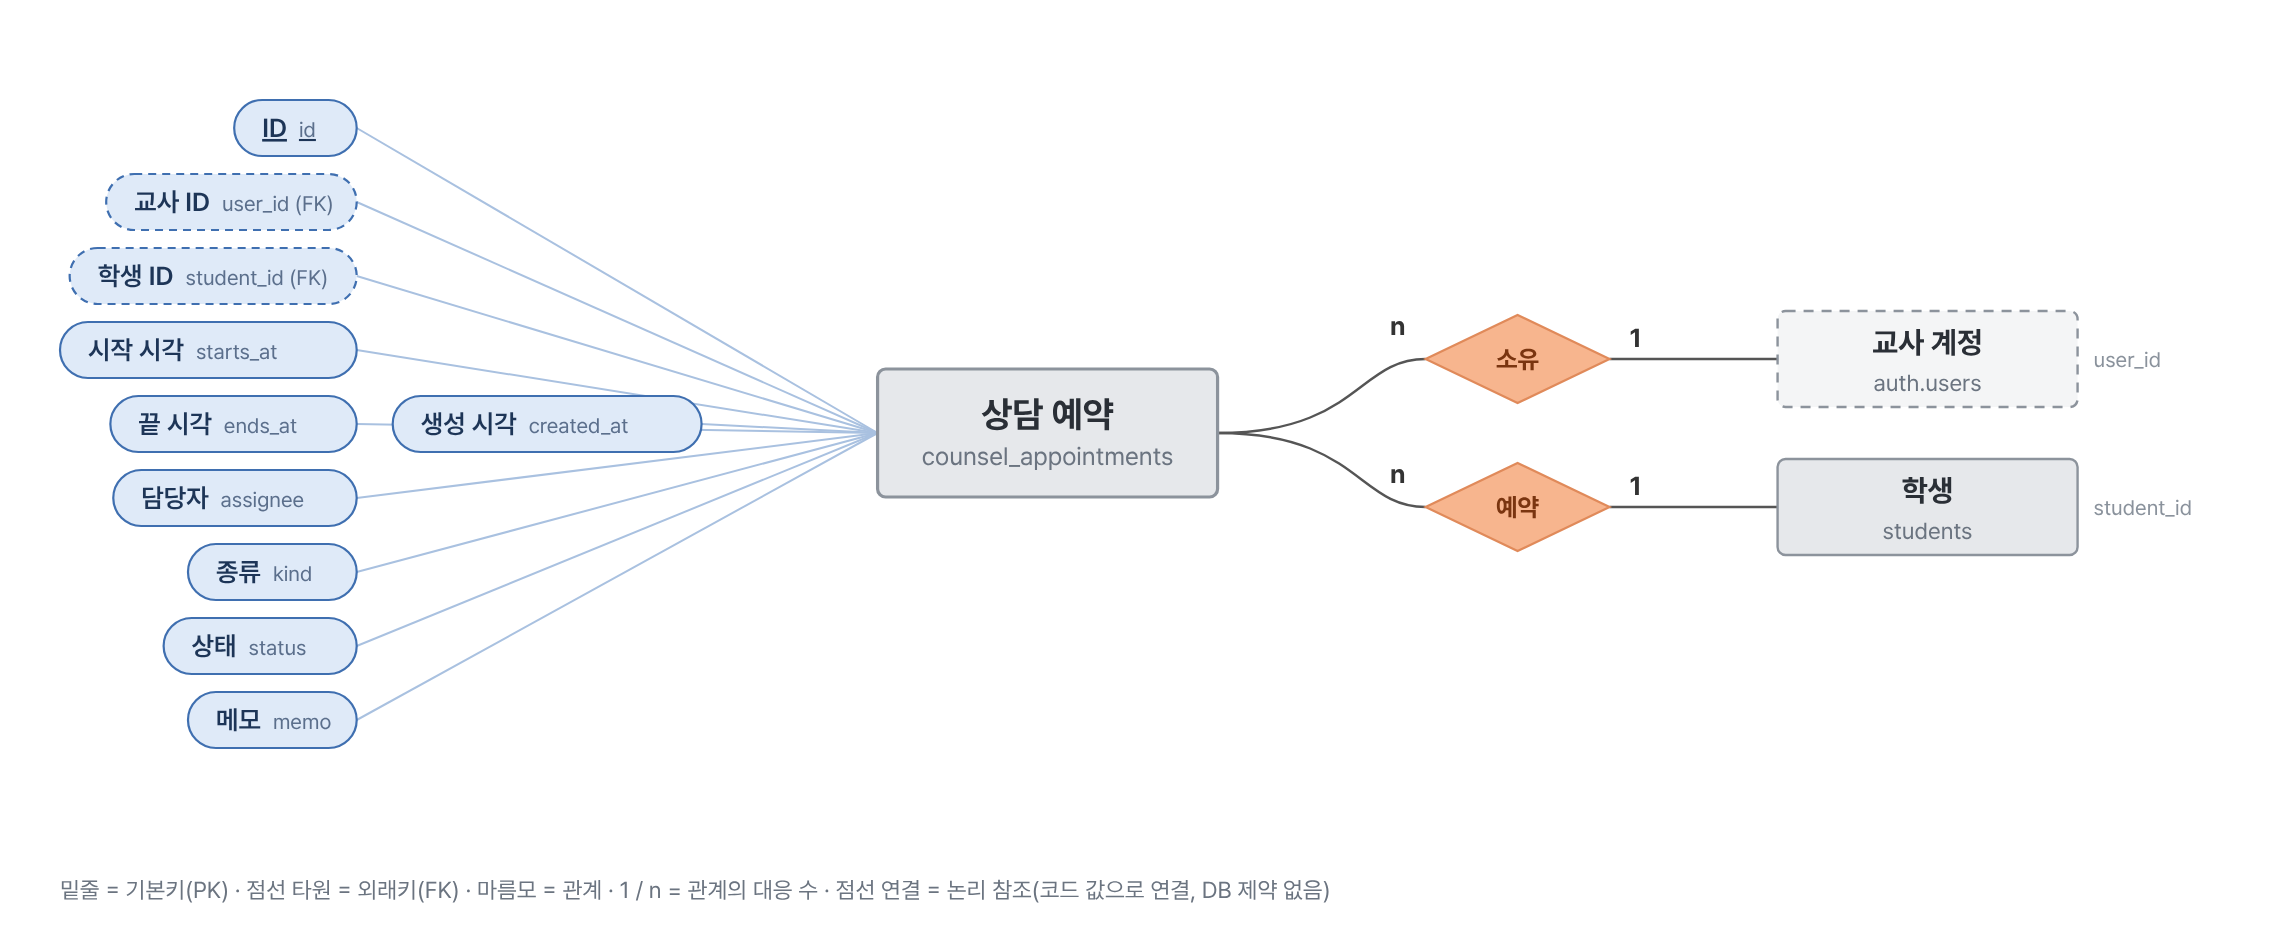 ID id
교사 ID user_id (FK)
학생 ID student_id (FK)
시작 시각 starts_at
끝 시각 ends_at
생성 시각 created_at
담당자 assignee
종류 kind
상태 status
메모 memo
상담 예약
counsel_appointments
n
소유
1
교사 계정
auth.users
user_id
n
예약
1
학생
students
student_id
밑줄 = 기본키(PK) · 점선 타원 = 외래키(FK) · 마름모 = 관계 · 1 / n = 관계의 대응 수 · 점선 연결 = 논리 참조(코드 값으로 연결, DB 제약 없음)